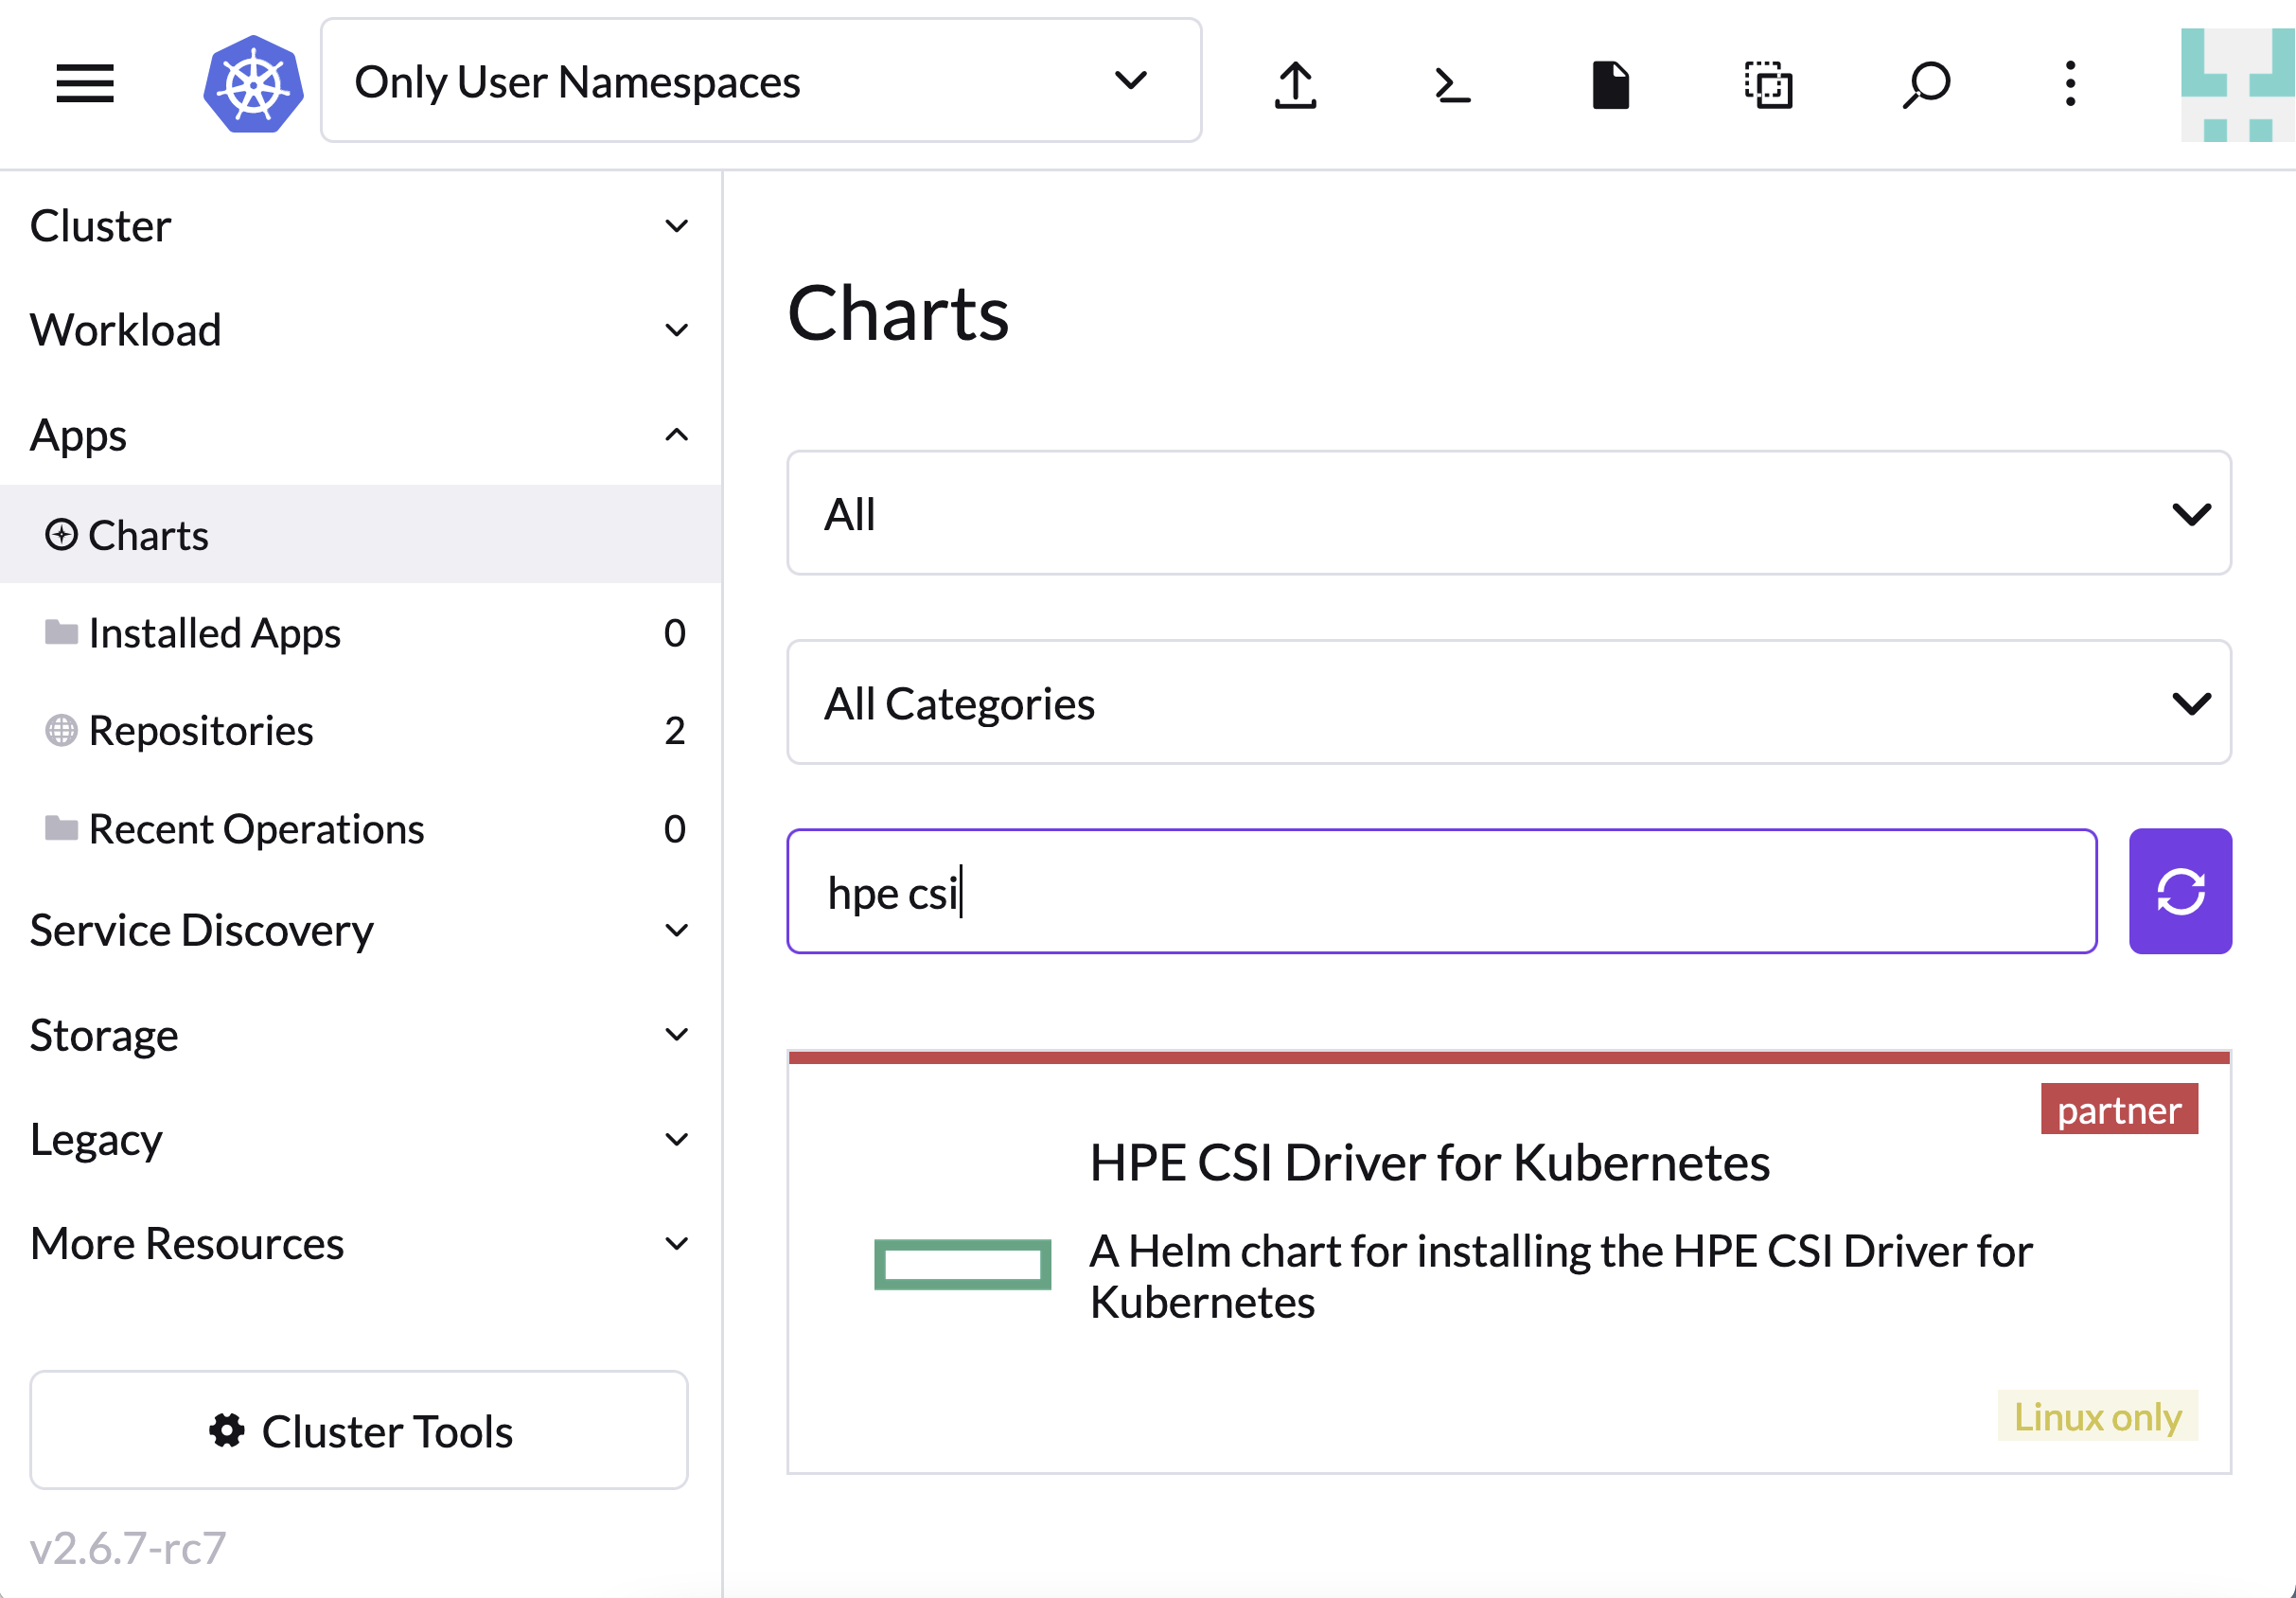 Only User Namespaces
Cluster
Workload
Apps
Charts
Installed Apps 0
Repositories 2
Recent Operations 0
Service Discovery
Storage
Legacy
More Resources
Cluster Tools
v2.6.7-rc7
Charts
All
All Categories
hpe csi
partner
HPE CSI Driver for Kubernetes
A Helm chart for installing the HPE CSI Driver for
Kubernetes
Linux only